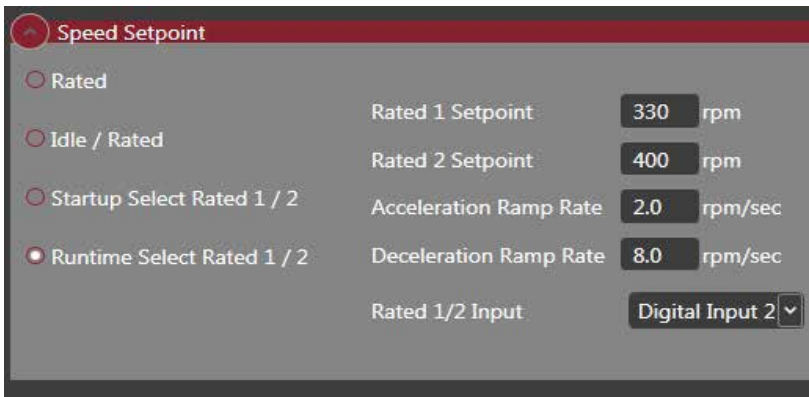 Speed Setpoint
Rated
Idle / Rated
Startup Select Rated 1 / 2
Runtime Select Rated 1 / 2
Rated 1 Setpoint 330 rpm
Rated 2 Setpoint 400 rpm
Acceleration Ramp Rate 2.0 rpm/sec
Deceleration Ramp Rate 8.0 rpm/sec
Rated 1/2 Input Digital Input 2